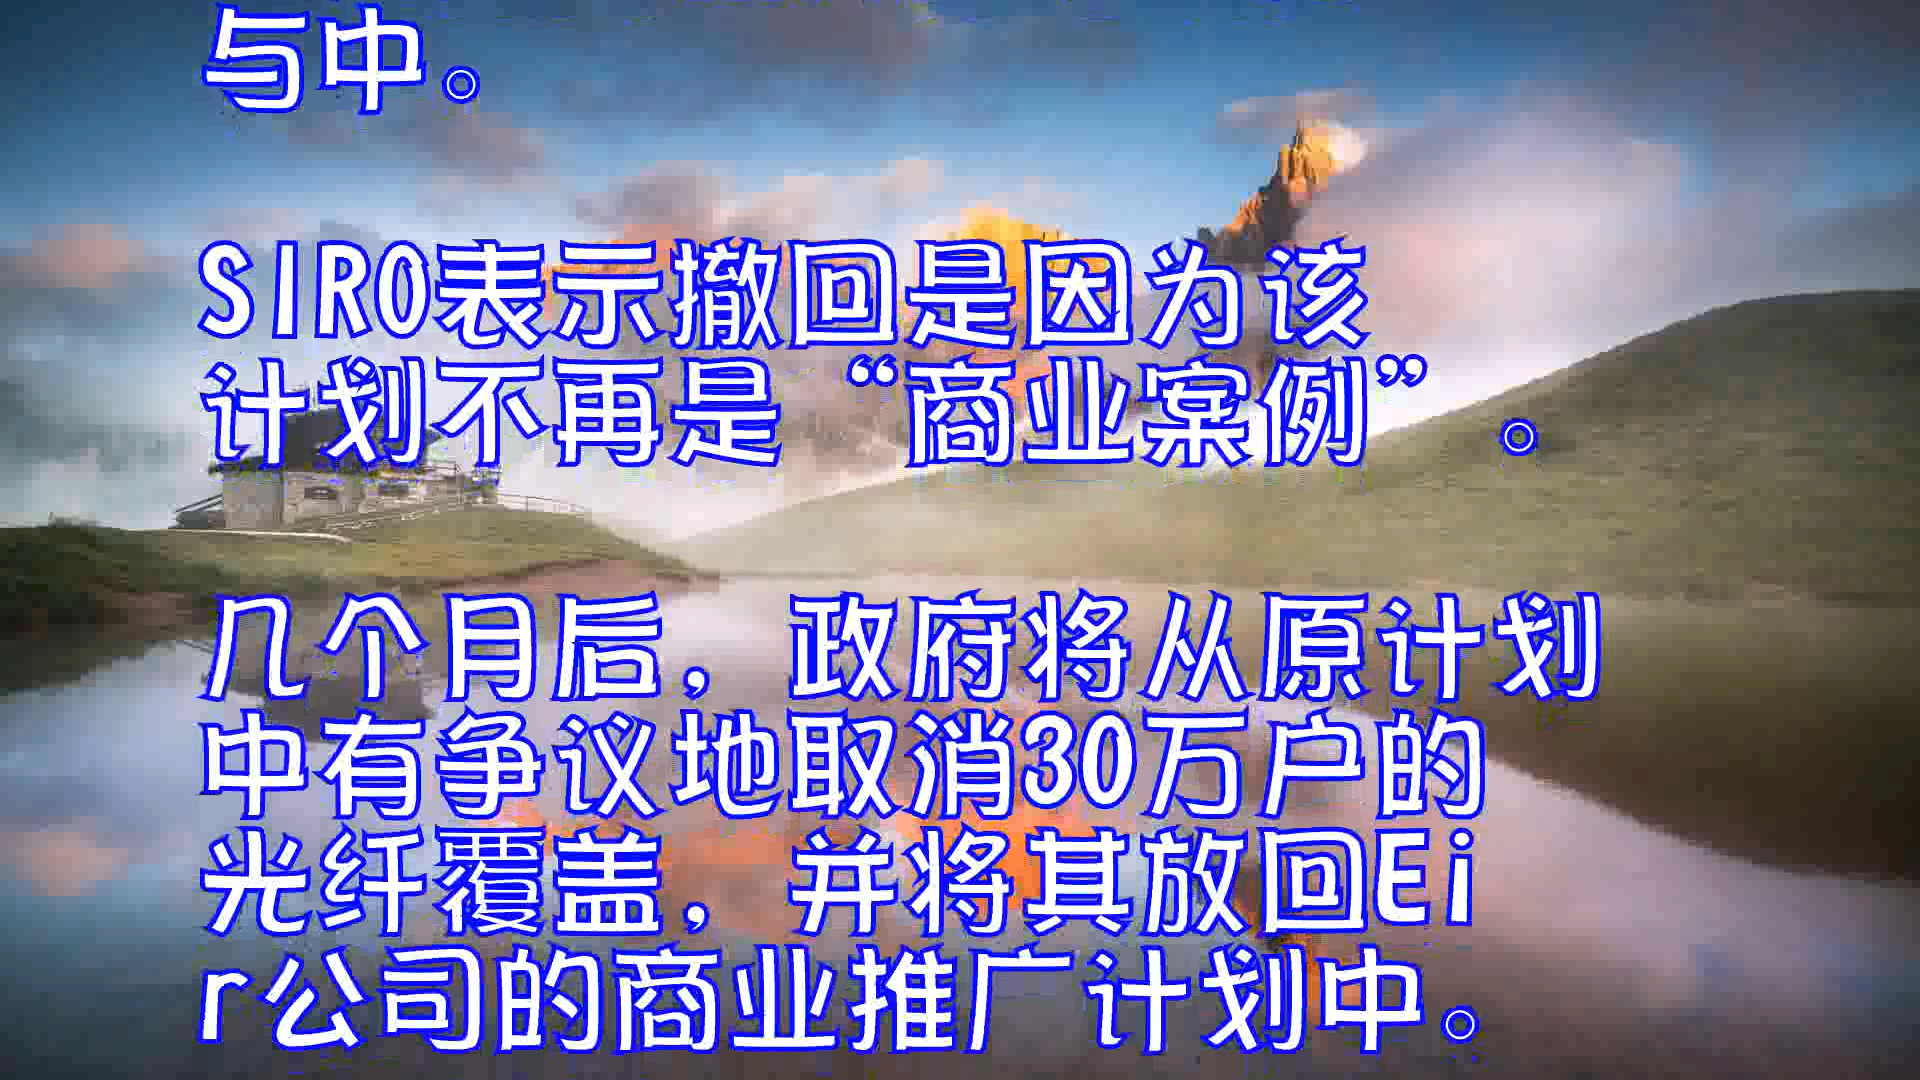 与中。
SIRO表示撤回是因为该
计划不再是“商业案例”。
几个月后，政府将从原计划
中有争议地取消30万户的
光纤覆盖，并将其放回Ei
r公司的商业推广计划中。